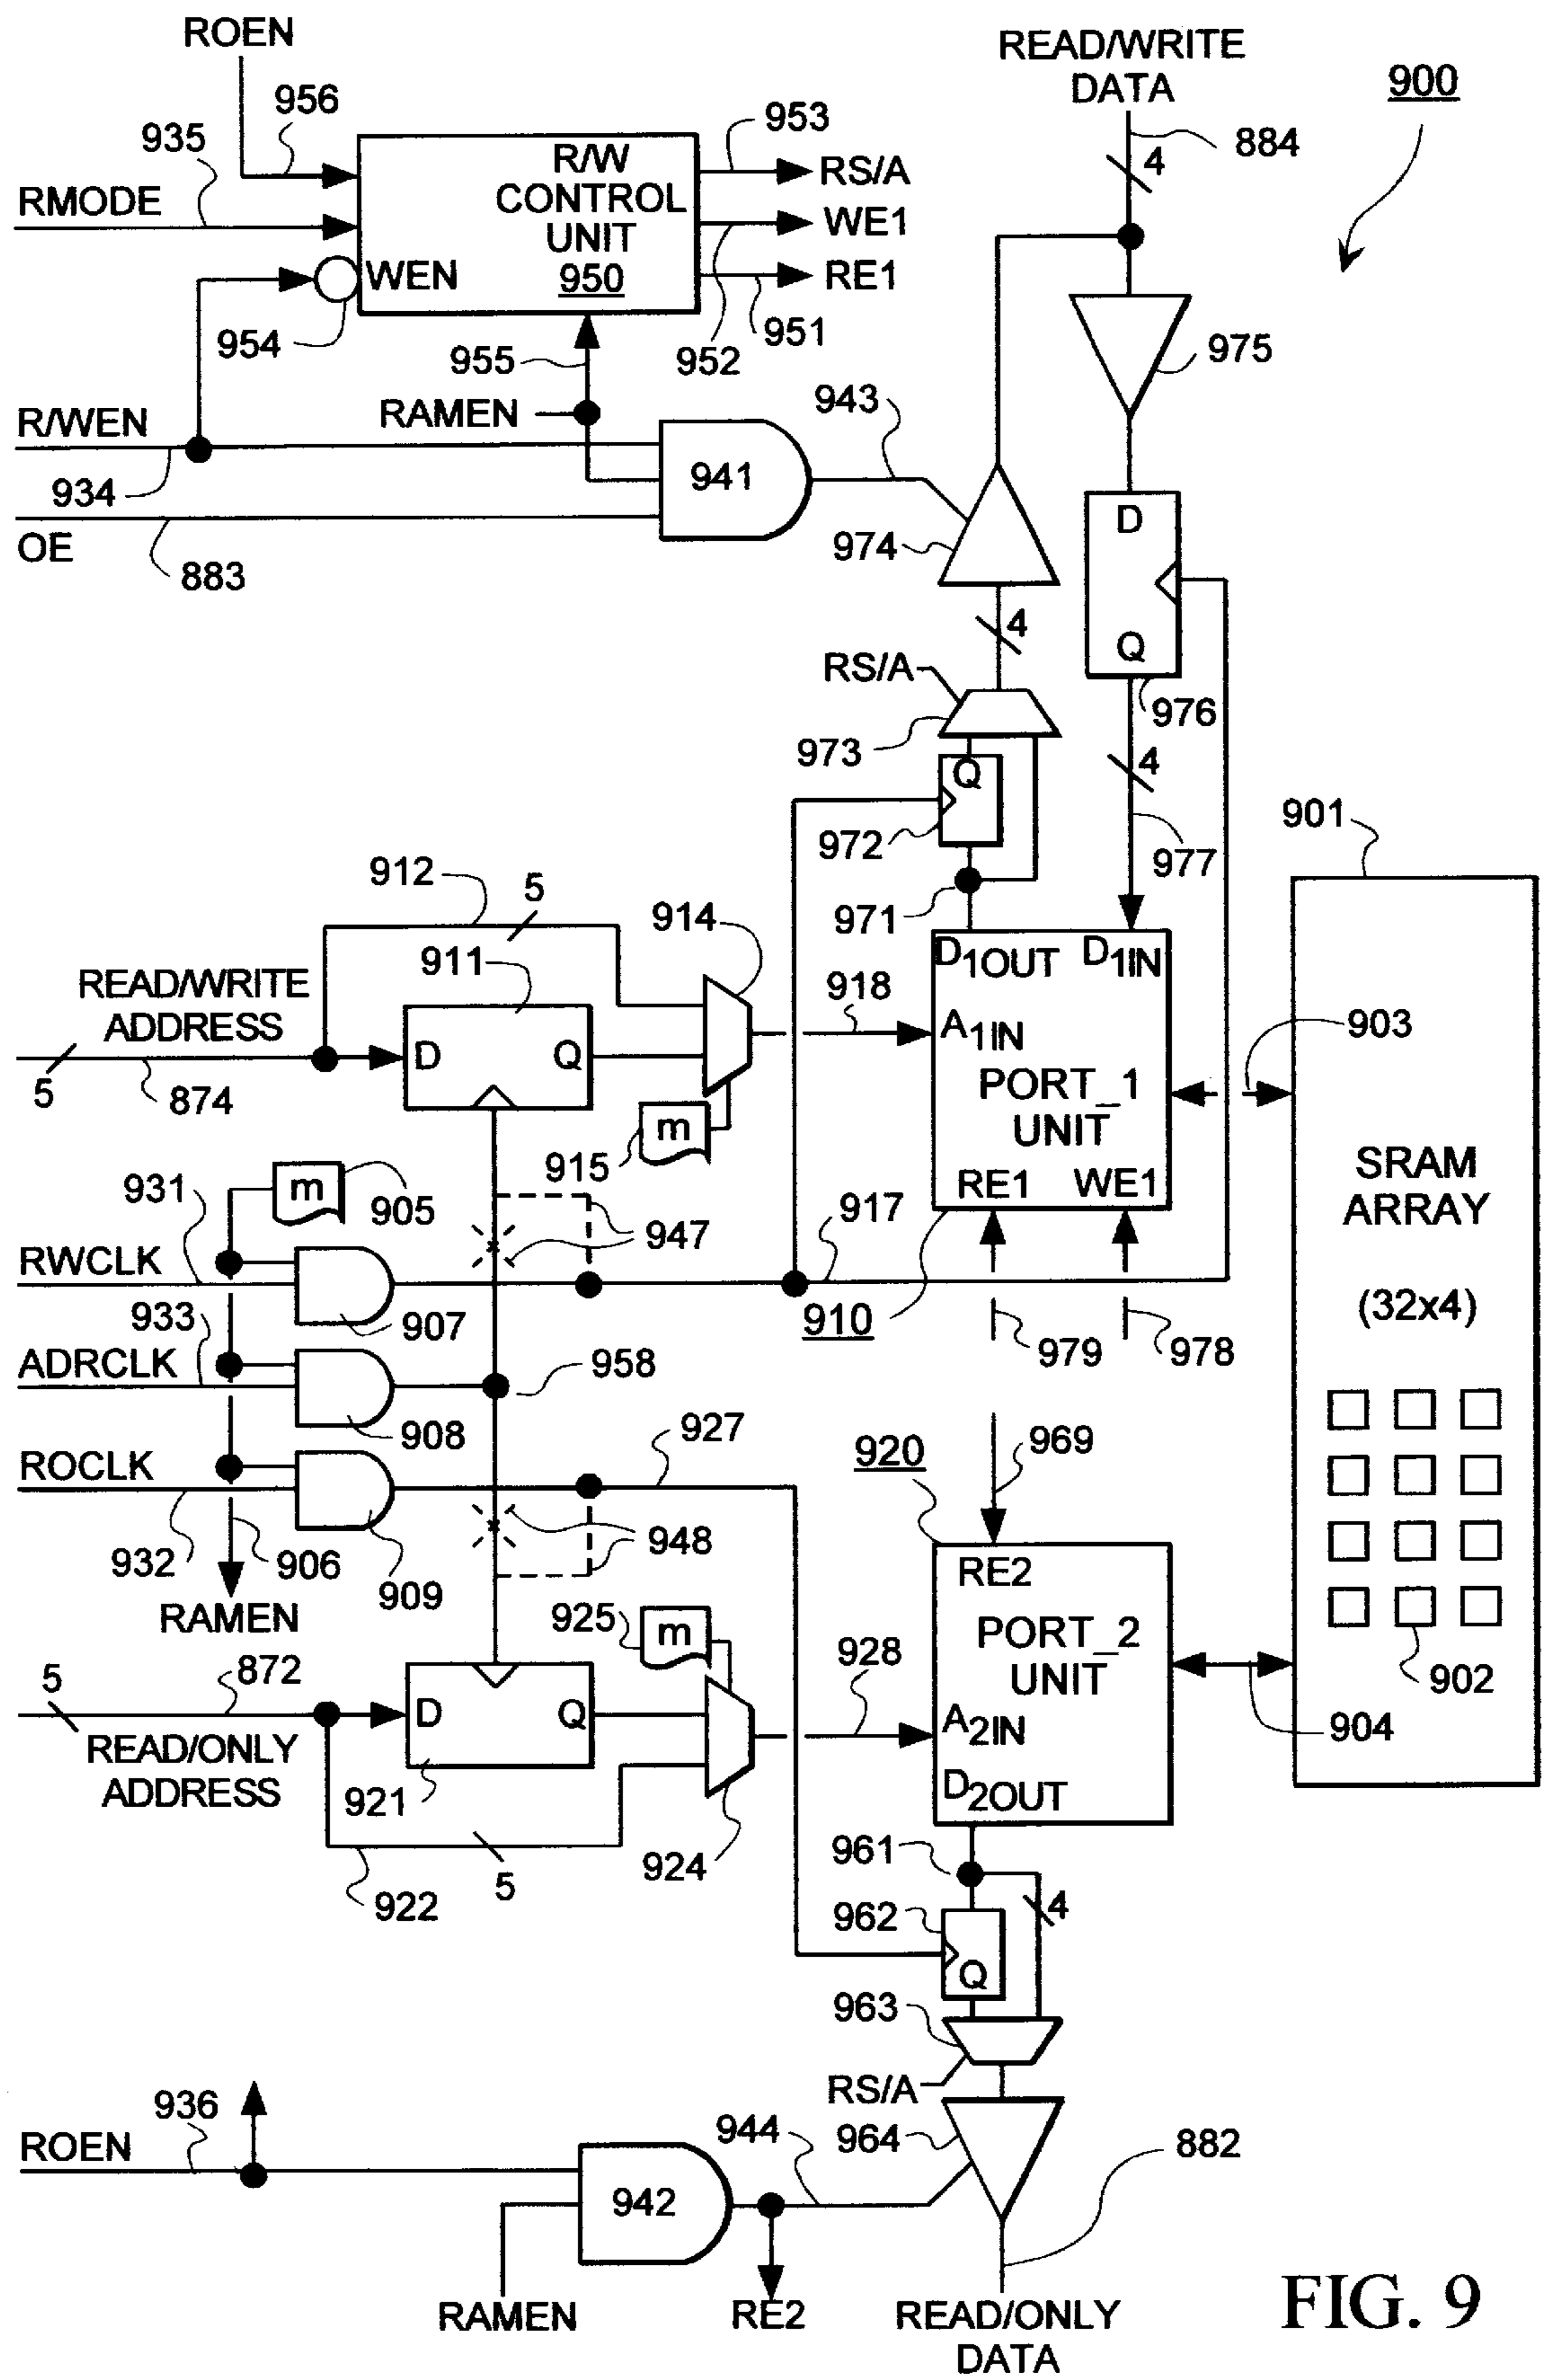 ROEN
READ/WRITE
DATA
900
956
953
884
4
935
R/W
CONTROL
UNIT
950
RS/A
WE1
RE1
RMODE
WEN
954
955
952
951
975
R/WEN
RAMEN
943
934
941
OE
883
974
D
Q
4
RS/A
976
973
4
Q
972
977
901
912
5
914
971
911
D1OUT
D1IN
READ/WRITE
ADDRESS
918
903
D
Q
A1IN
5
874
PORT_1
UNIT
m
915
SRAM
ARRAY
931
m
905
RE1
WE1
947
917
RWCLK
(32x4)
933
907
910
979
978
ADRCLK
958
908
927
969
ROCLK
920
932
906
909
948
RE2
RAMEN
925
m
PORT_2
UNIT
5
872
928
902
D
Q
A2IN
904
READ/ONLY
ADDRESS
921
D2OUT
961
924
5
922
962
4
Q
963
RS/A
936
944
964
882
ROEN
942
RAMEN
RE2
READ/ONLY
DATA
FIG. 9